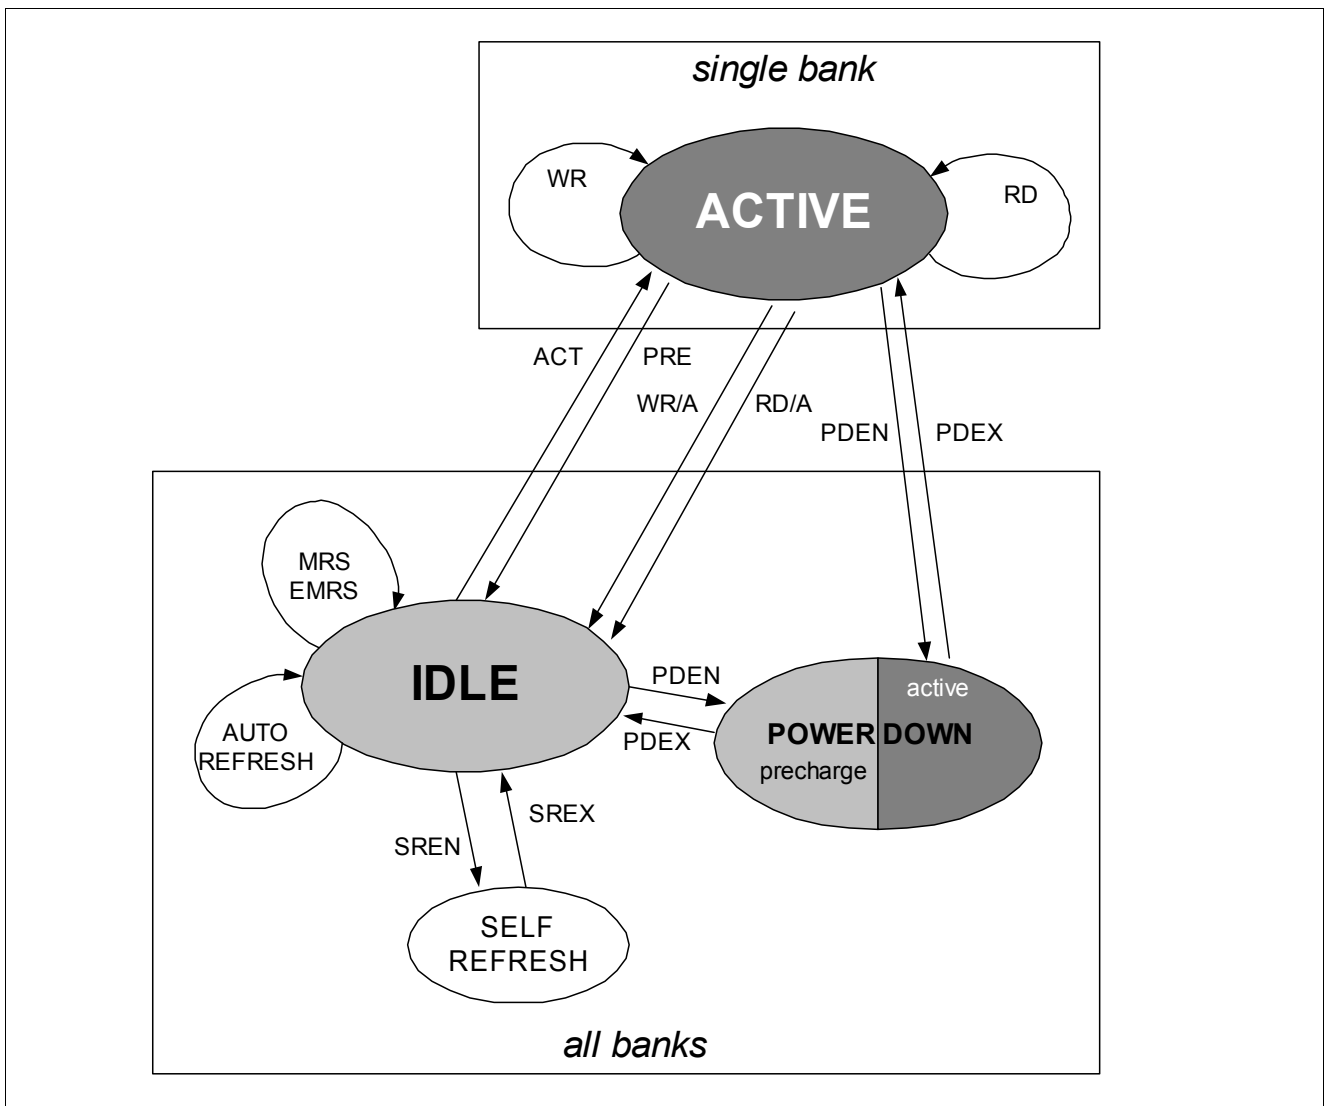 single bank
WR
ACTIVE
RD
ACT
PRE
WR/A
RD/A
PDEN
PDEX
MRS
EMRS
IDLE
PDEN
active
AUTO
REFRESH
PDEX
POWER DOWN
precharge
SREX
SREN
SELF
REFRESH
all banks